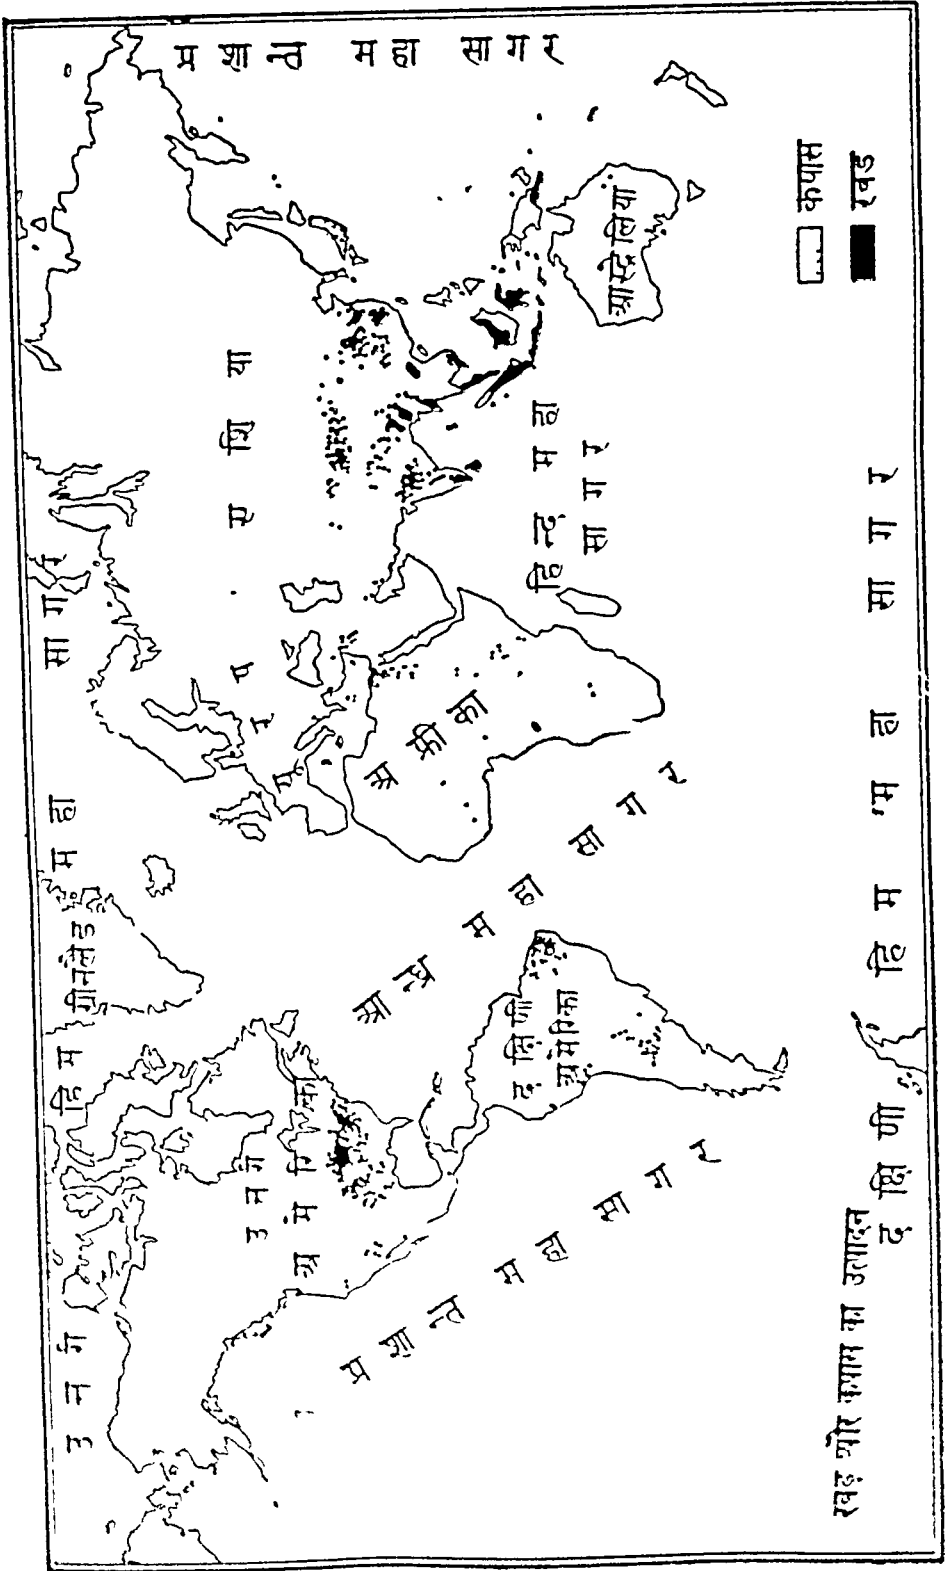 प्रशान्त महा सागर
उत्तरी हिम महा सागर
ग्रीनलैंड
यूरप
एशिया
उत्तरी
अमेरिका
आन्ध्र महा सागर
अफ्रीका
हिन्द महा
सागर
आस्ट्रेलिया
दक्षिणी
अमेरिका
प्रशान्त महा सागर
दक्षिणी हिम महा सागर
कपास
रबड
रबड़ और कपास का उत्पादन